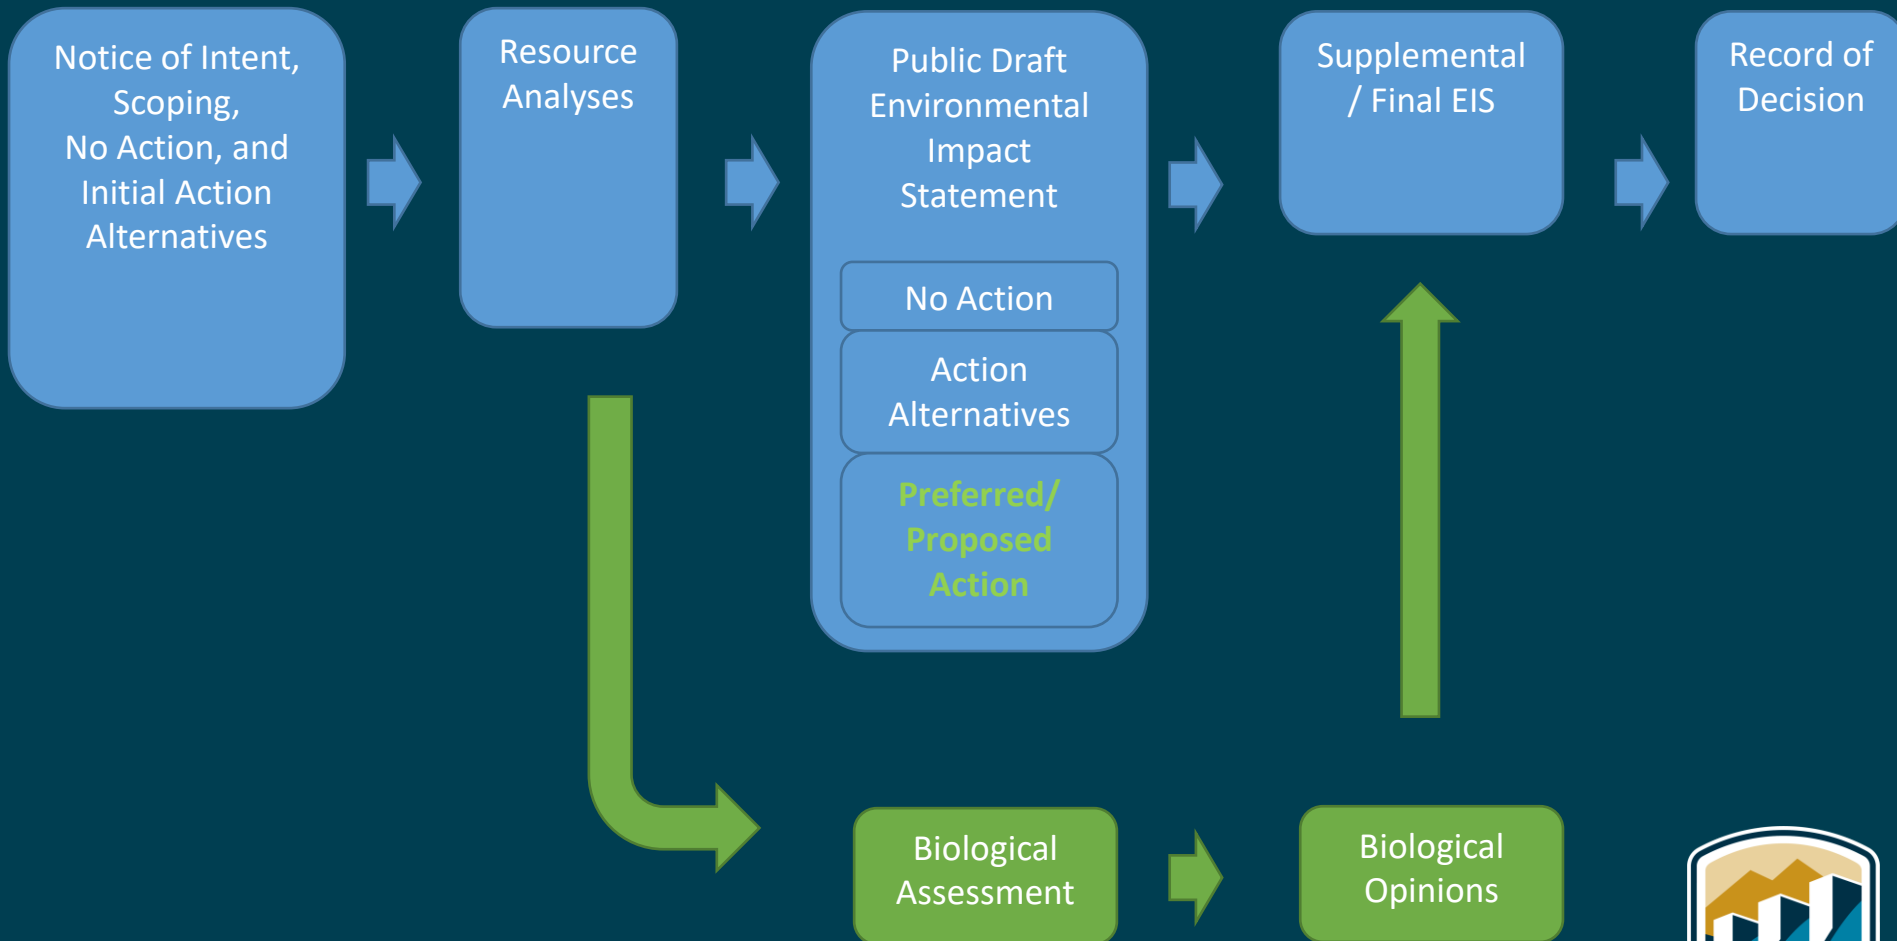 Notice of Intent,
Scoping,
No Action, and
Initial Action
Alternatives
Resource
Analyses
Public Draft
Environmental
Impact
Statement
No Action
Action
Alternatives
Preferred/
Proposed
Action
Supplemental
/ Final EIS
Record of
Decision
Biological
Assessment
Biological
Opinions